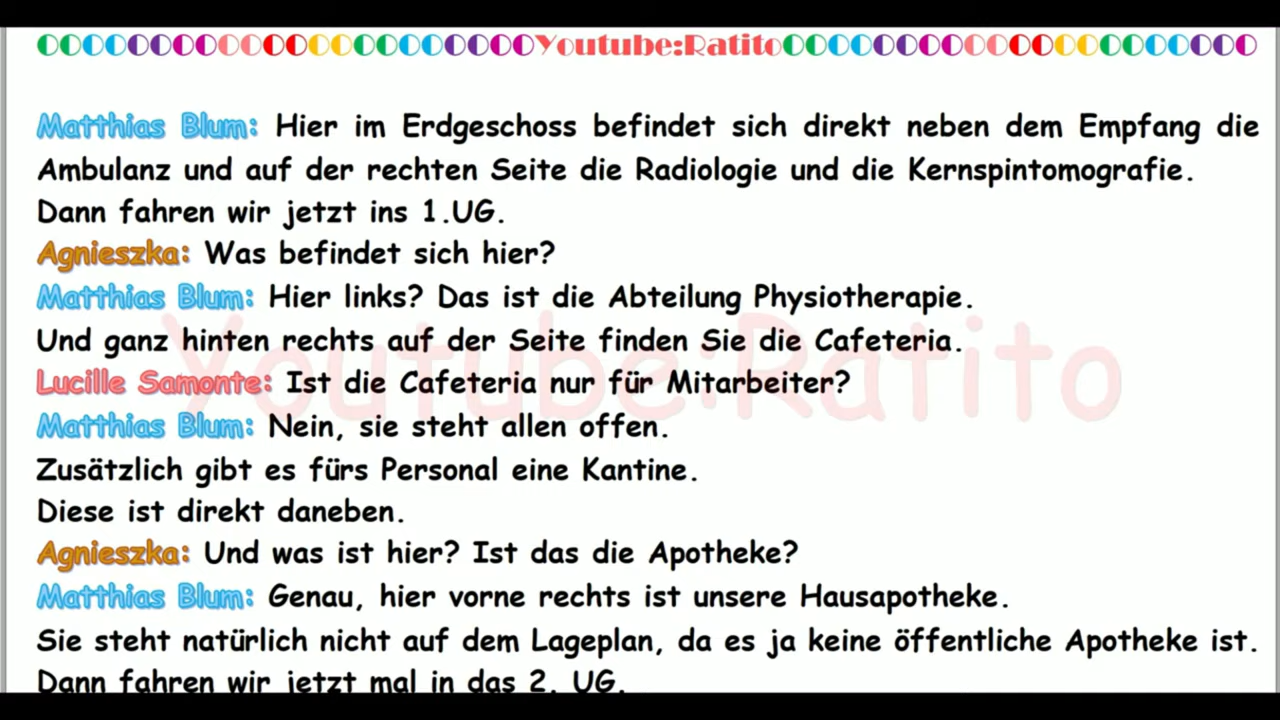 Youtube:Ratito
Matthias Blum: Hier im Erdgeschoss befindet sich direkt neben dem Empfang die
Ambulanz und auf der rechten Seite die Radiologie und die Kernspintomografie.
Dann fahren wir jetzt ins 1.UG.
Agnieszka: Was befindet sich hier?
Matthias Blum: Hier links? Das ist die Abteilung Physiotherapie.
Und ganz hinten rechts auf der Seite finden Sie die Cafeteria.
Youtube:Ratito
Lucille Samonte: Ist die Cafeteria nur für Mitarbeiter?
Matthias Blum: Nein, sie steht allen offen.
Zusätzlich gibt es fürs Personal eine Kantine.
Diese ist direkt daneben.
Agnieszka: Und was ist hier? Ist das die Apotheke?
Matthias Blum: Genau, hier vorne rechts ist unsere Hausapotheke.
Sie steht natürlich nicht auf dem Lageplan, da es ja keine öffentliche Apotheke ist.
Dann fahren wir jetzt mal in das 2. UG.